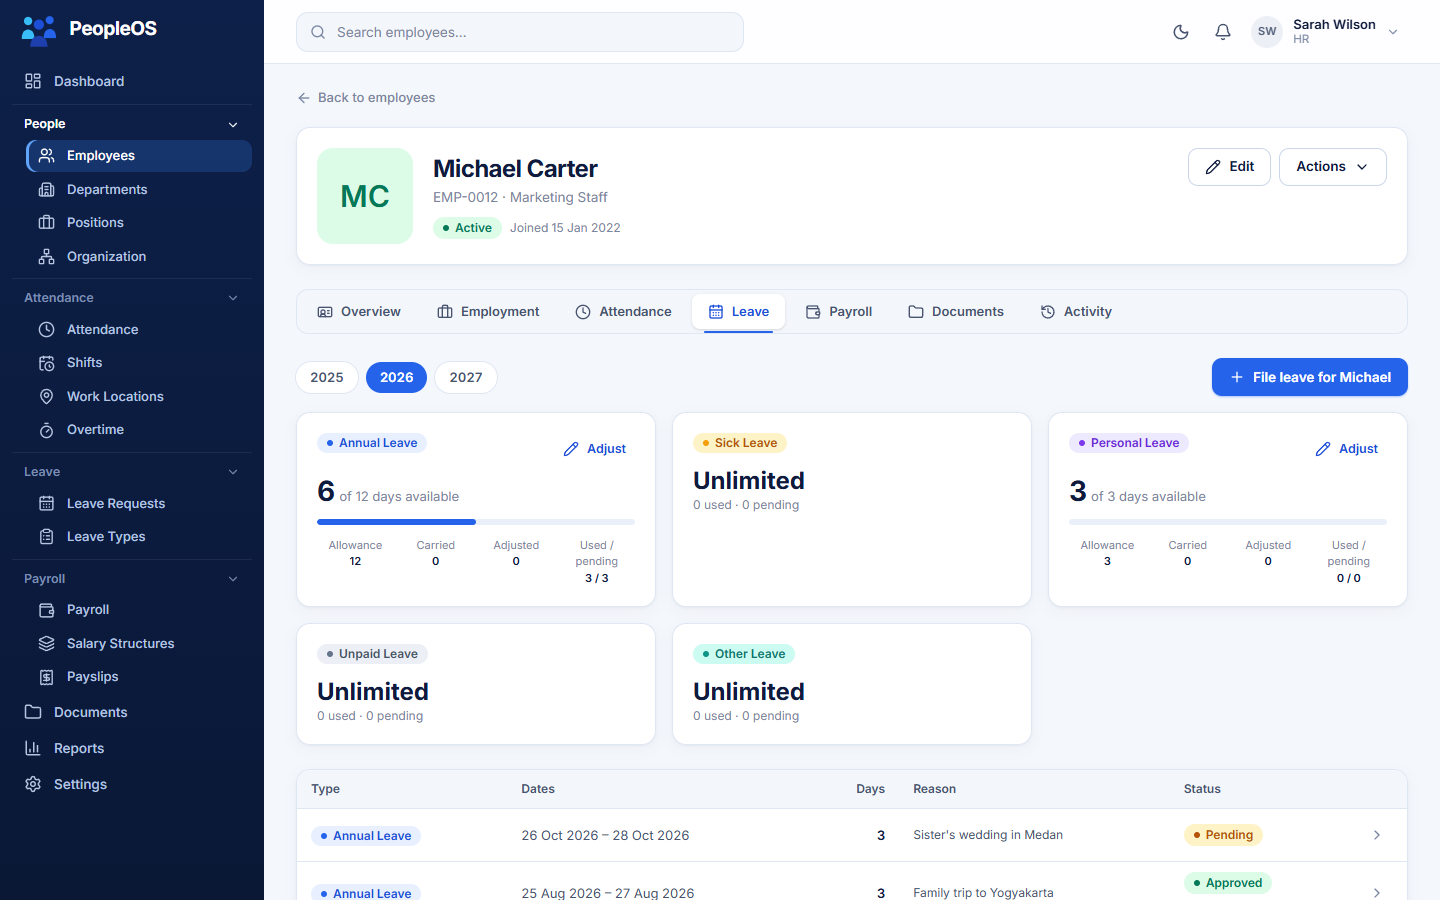 PeopleOS
Dashboard
People
Employees
Departments
Positions
Organization
Attendance
Attendance
Shifts
Work Locations
Overtime
Leave
Leave Requests
Leave Types
Payroll
Payroll
Salary Structures
Payslips
Documents
Reports
Settings
Search employees...
SW
Sarah Wilson
HR
Back to employees
MC
Michael Carter
EMP-0012 · Marketing Staff
Active Joined 15 Jan 2022
Edit
Actions
Overview Employment Attendance Leave Payroll Documents Activity
2025 2026 2027
+ File leave for Michael
Annual Leave
Adjust
6 of 12 days available
Allowance Carried Adjusted Used / pending
12 0 0 3 / 3
Sick Leave
Unlimited
0 used · 0 pending
Personal Leave
Adjust
3 of 3 days available
Allowance Carried Adjusted Used / pending
3 0 0 0 / 0
Unpaid Leave
Unlimited
0 used · 0 pending
Other Leave
Unlimited
0 used · 0 pending
Type Dates Days Reason Status
Annual Leave 26 Oct 2026 – 28 Oct 2026 3 Sister's wedding in Medan Pending
Annual Leave 25 Aug 2026 – 27 Aug 2026 3 Family trip to Yogyakarta Approved